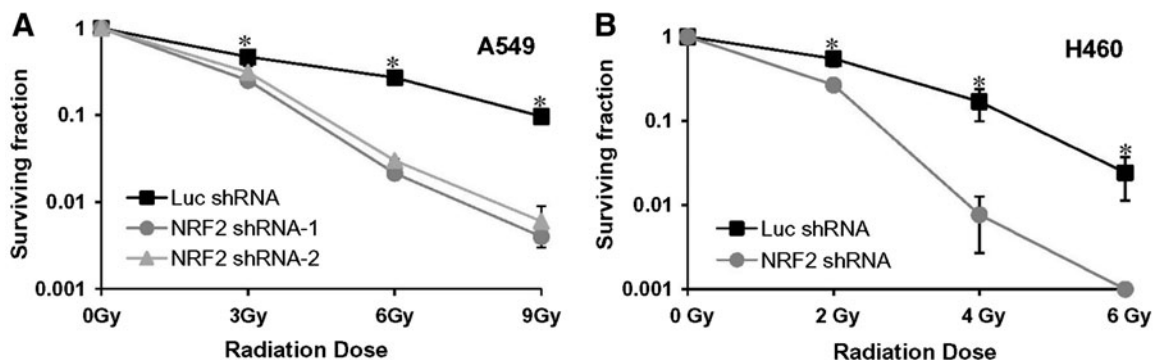 A
A549
Surviving fraction
1
0.1
0.01
0.001
*
*
*
Luc shRNA
NRF2 shRNA-1
NRF2 shRNA-2
0Gy
3Gy
6Gy
9Gy
Radiation Dose
B
H460
Surviving fraction
1
0.1
0.01
0.001
*
*
*
Luc shRNA
NRF2 shRNA
0 Gy
2 Gy
4 Gy
6 Gy
Radiation Dose